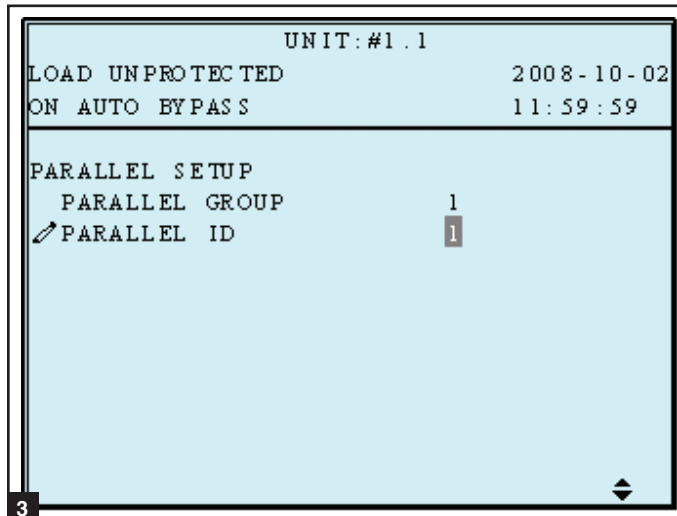 UNIT:#1.1
LOAD UNPROTECTED 2008-10-02
ON AUTO BYPASS 11:59:59
PARALLEL SETUP
PARALLEL GROUP 1
PARALLEL ID 1
3